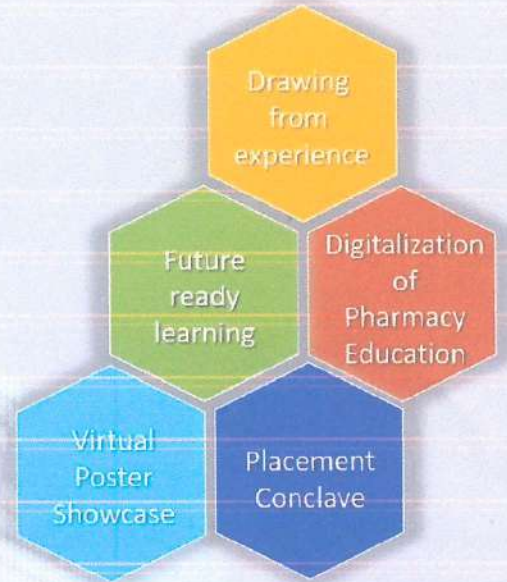 Drawing
from
experience
Future
ready
learning
Digitalization
of
Pharmacy
Education
Virtual
Poster
Showcase
Placement
Conclave